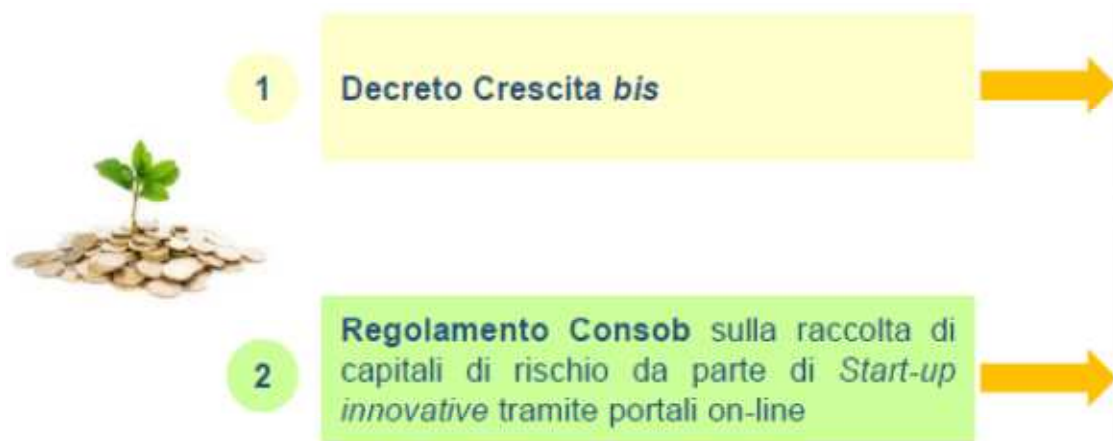 1
Decreto Crescita bis
2
Regolamento Consob sulla raccolta di
capitali di rischio da parte di Start-up
innovative tramite portali on-line